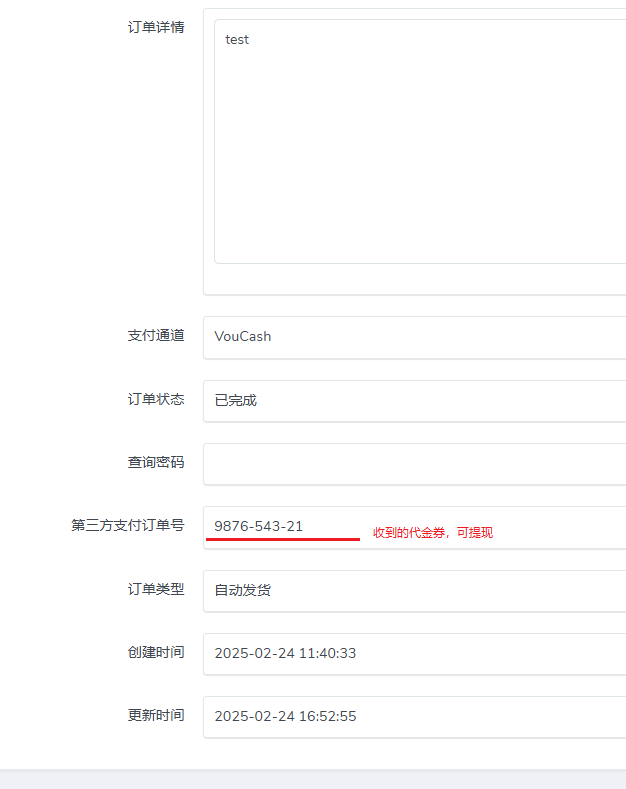 订单详情
test
支付通道
VouCash
订单状态
已完成
查询密码
第三方支付订单号
9876-543-21
收到的代金券，可提现
订单类型
自动发货
创建时间
2025-02-24 11:40:33
更新时间
2025-02-24 16:52:55